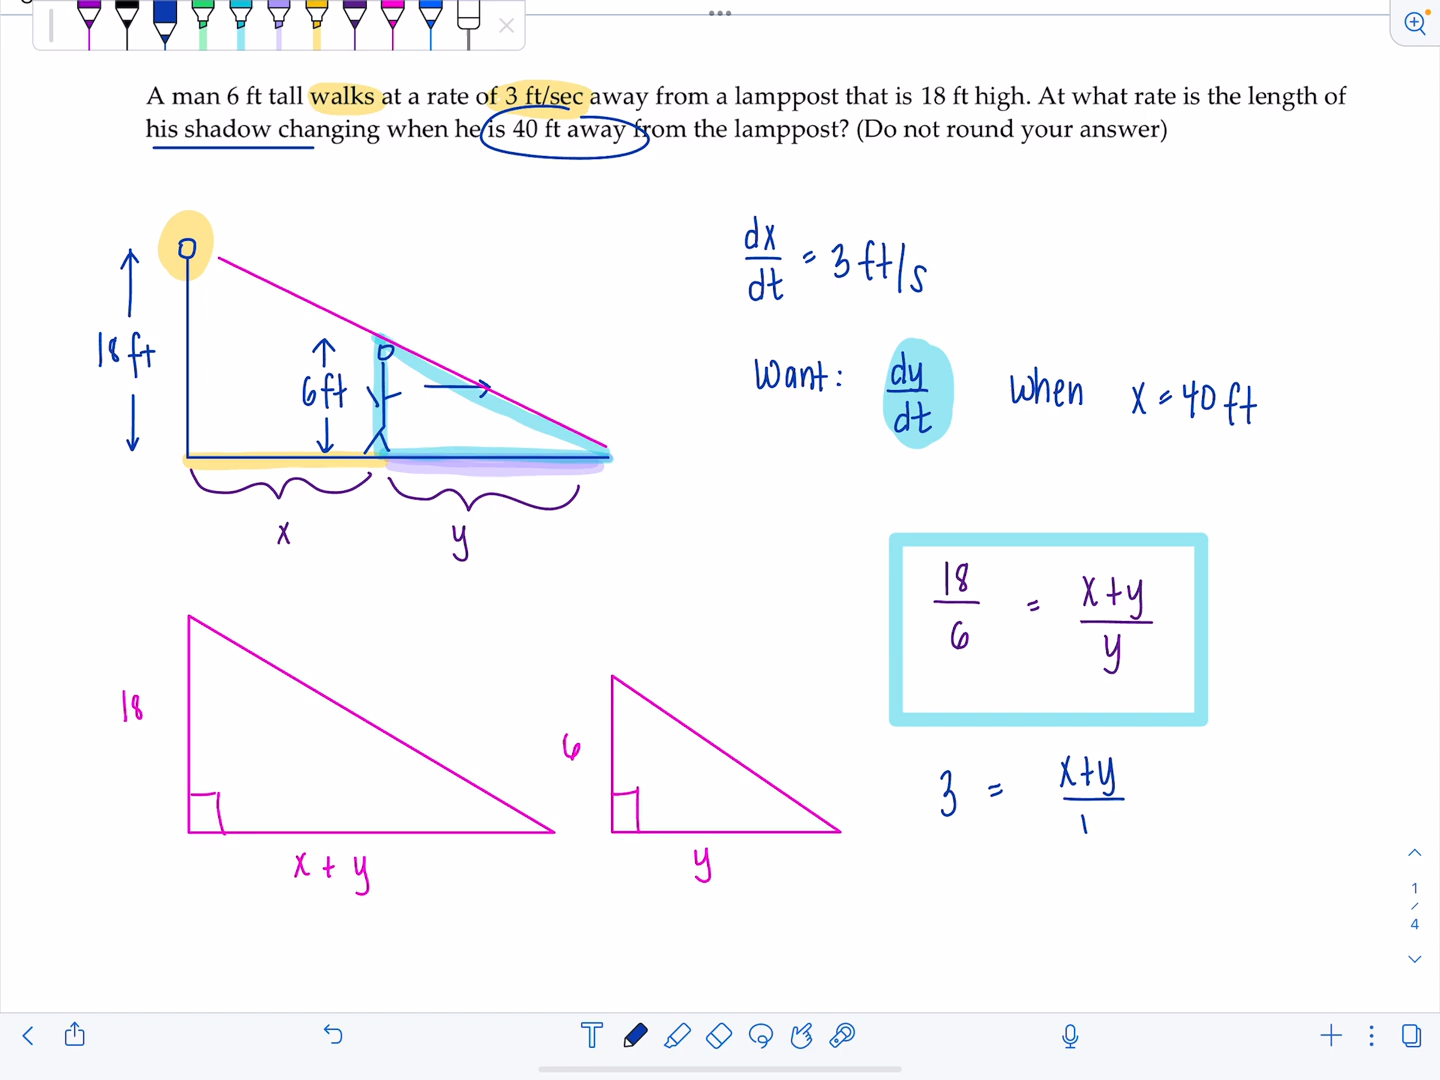 A man 6 ft tall walks at a rate of 3 ft/sec away from a lamppost that is 18 ft high. At what rate is the length of
his shadow changing when he is 40 ft away from the lamppost? (Do not round your answer)
dx/dt = 3 ft/s
18 ft
6 ft
Want: dy/dt when x = 40 ft
x
y
18/6 = x+y/y
18
6
3 = x+y/
x + y
y
1
/
4
T